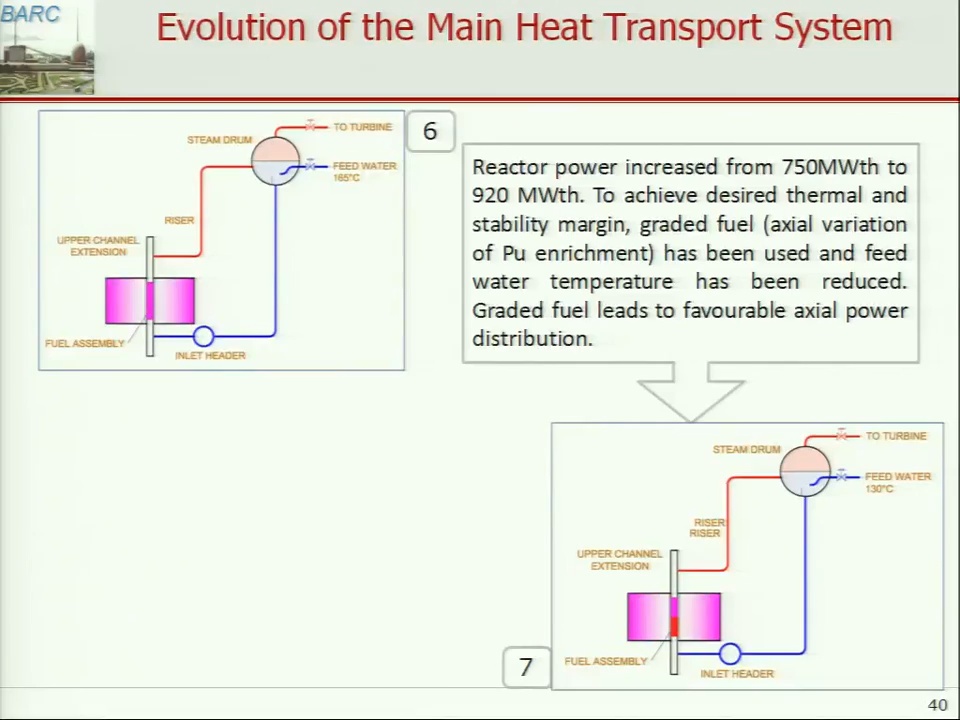 BARC
Evolution of the Main Heat Transport System
6
STEAM DRUM
TO TURBINE
FEED WATER
165°C
RISER
UPPER CHANNEL
EXTENSION
FUEL ASSEMBLY
INLET HEADER
Reactor power increased from 750MWth to
920 MWth. To achieve desired thermal and
stability margin, graded fuel (axial variation
of Pu enrichment) has been used and feed
water temperature has been reduced.
Graded fuel leads to favourable axial power
distribution.
7
STEAM DRUM
TO TURBINE
FEED WATER
130°C
RISER
RISER
UPPER CHANNEL
EXTENSION
FUEL ASSEMBLY
INLET HEADER
40